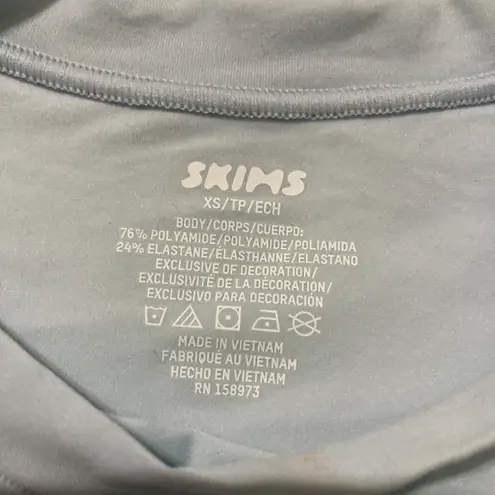 SKIMS
XS/TP/ECH
BODY/CORPS/CUERPO:
76% POLYAMIDE/POLYAMIDE/POLIAMIDA
24% ELASTANE/ÉLASTHANNE/ELASTANO
EXCLUSIVE OF DECORATION/
EXCLUSIVITÉ DE LA DÉCORATION/
EXCLUSIVO PARA DECORACIÓN
MADE IN VIETNAM
FABRIQUÉ AU VIETNAM
HECHO EN VIETNAM
RN 158973